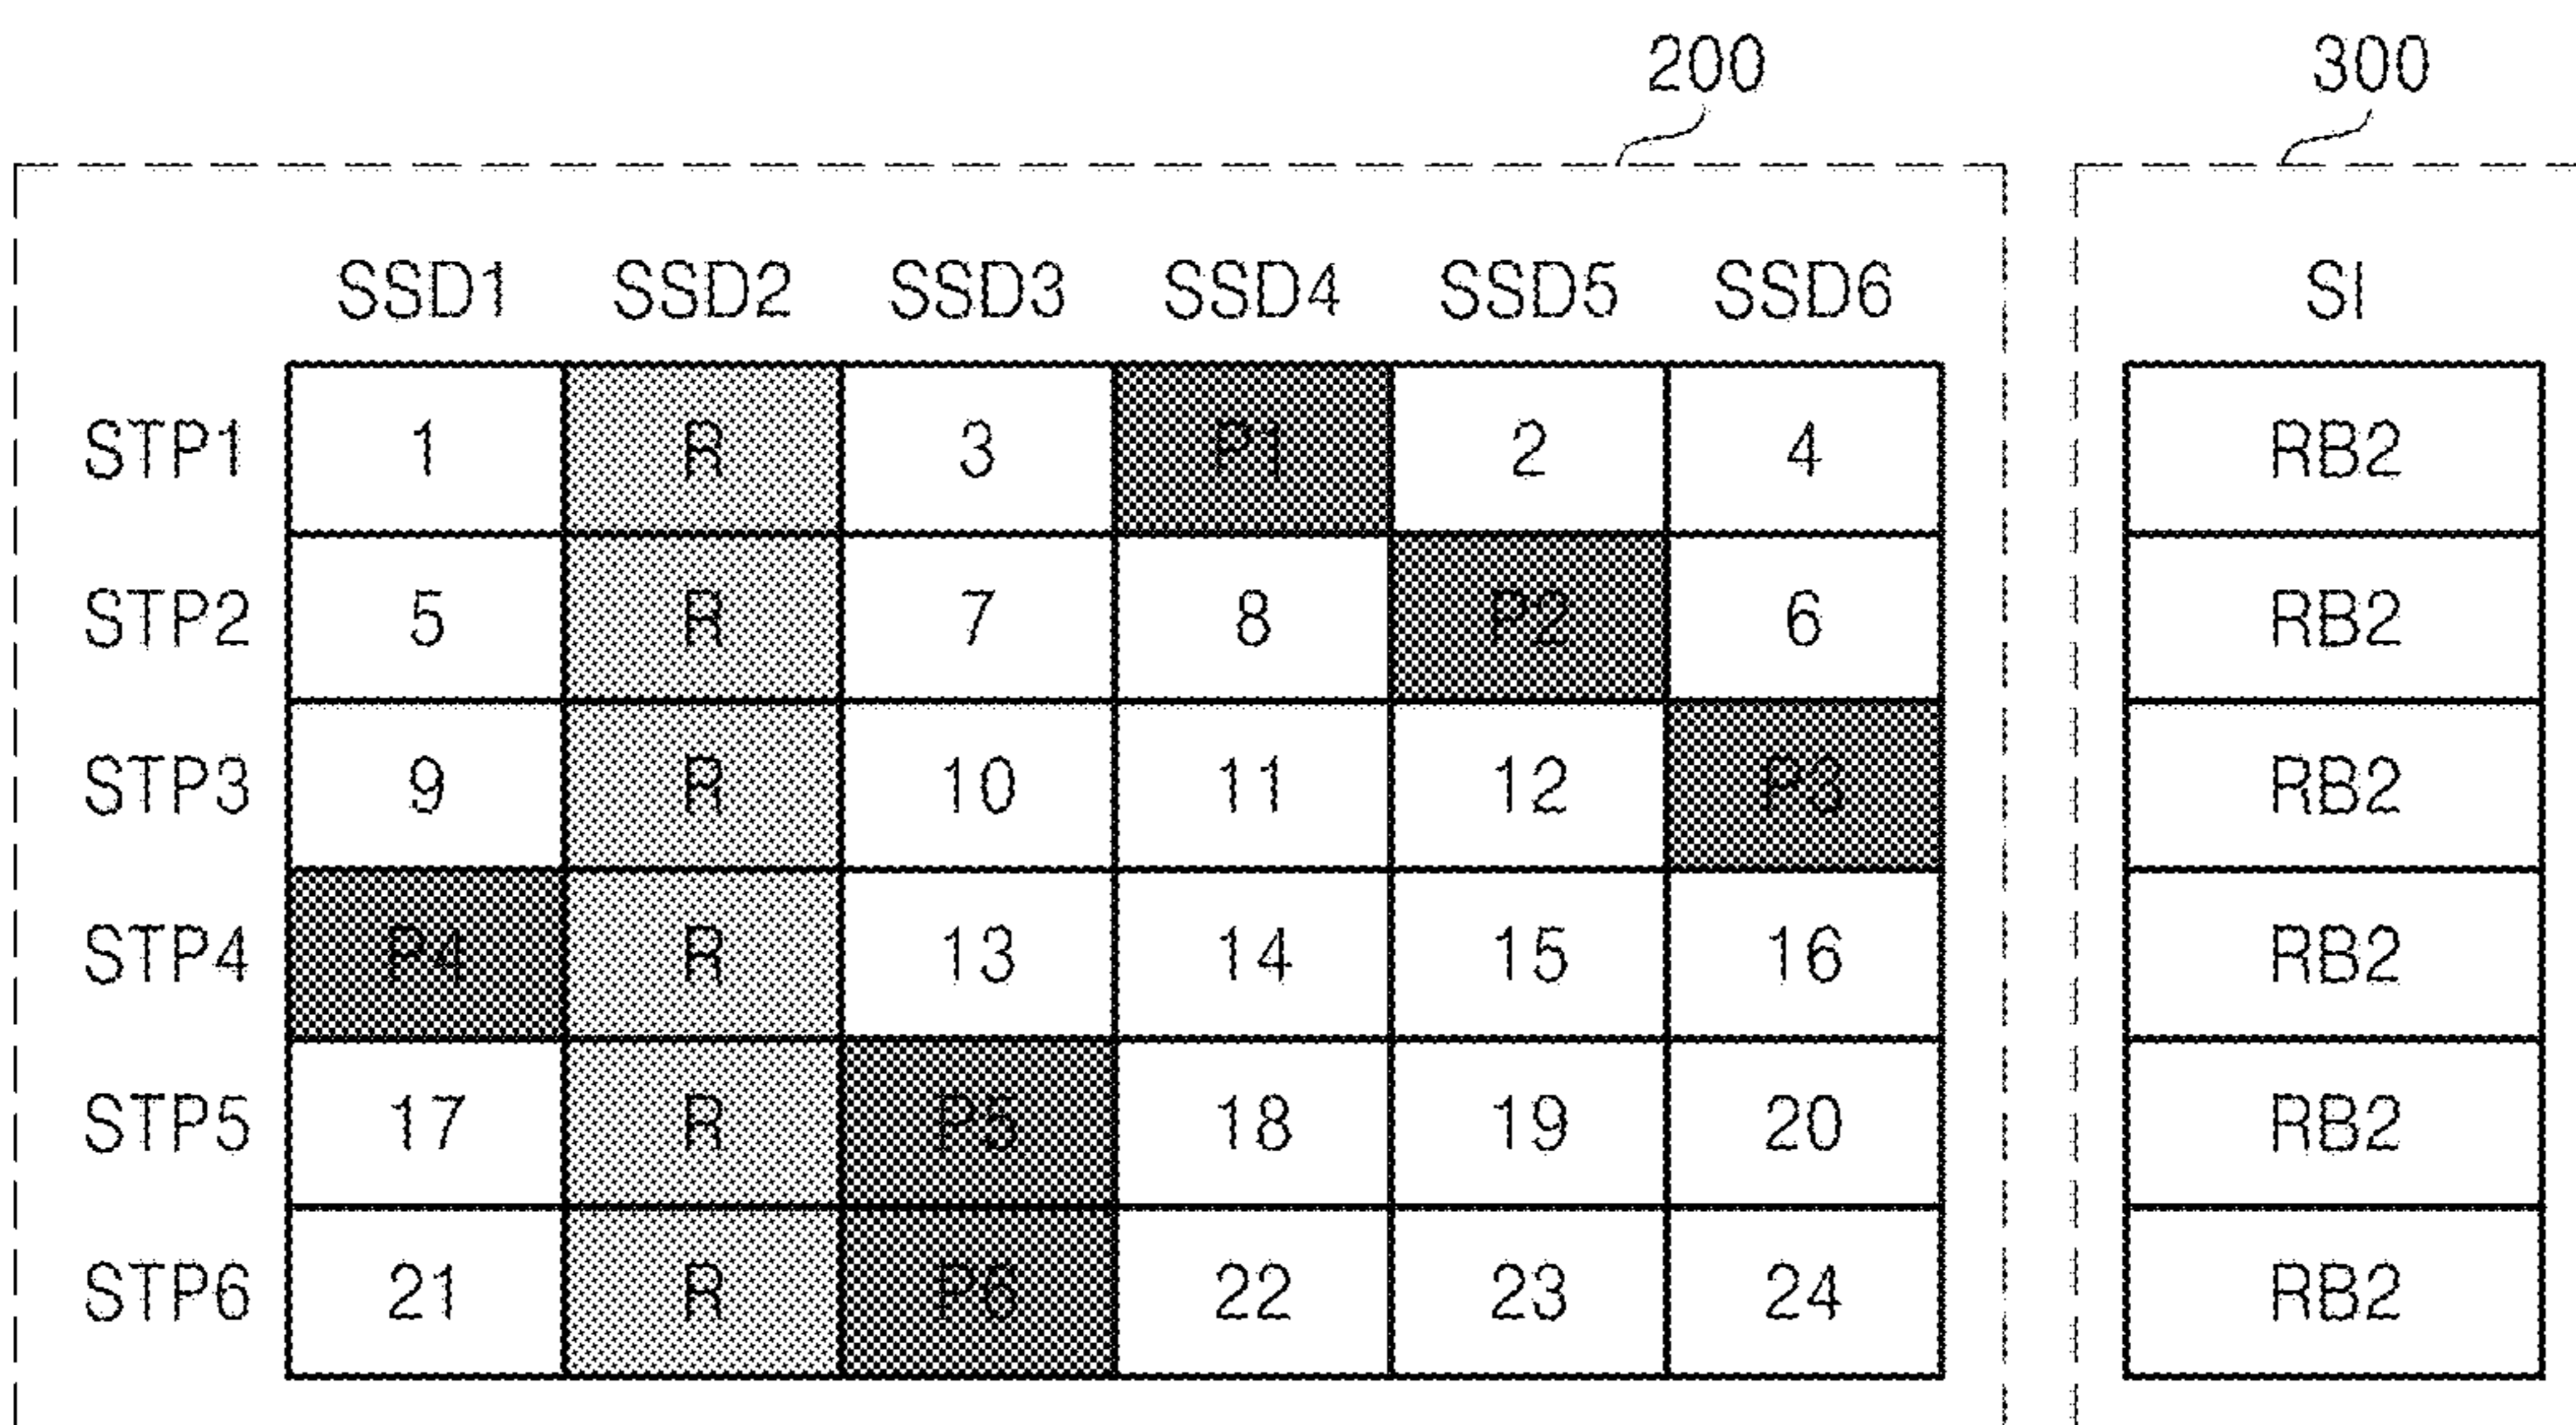 200 300
SSD1 SSD2 SSD3 SSD4 SSD5 SSD6 SI
STP1 1 R 3 P1 2 4 RB2
STP2 5 R 7 8 P2 6 RB2
STP3 9 R 10 11 12 P3 RB2
STP4 P4 R 13 14 15 16 RB2
STP5 17 R P5 18 19 20 RB2
STP6 21 R P6 22 23 24 RB2